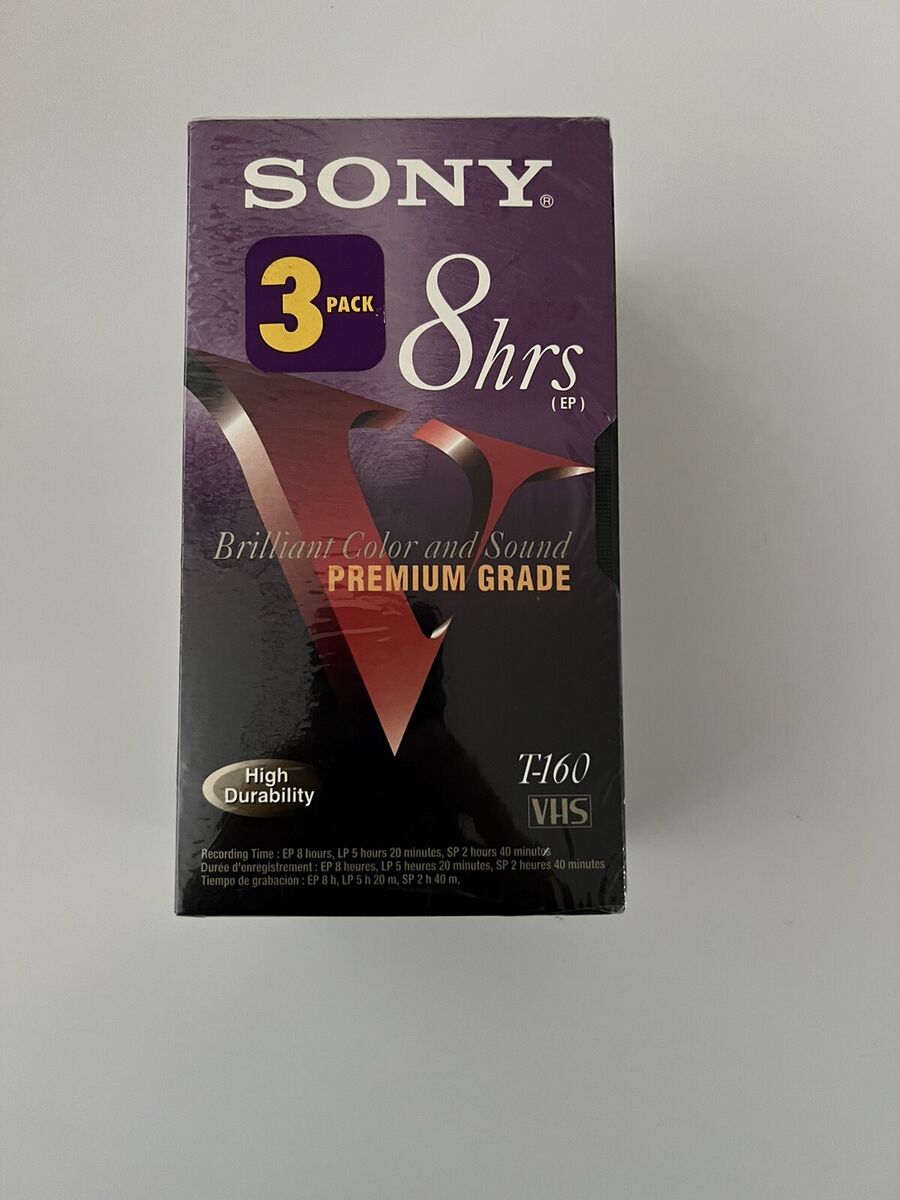 SONY®
3 PACK
8hrs
( EP )
Brilliant Color and Sound
PREMIUM GRADE
T-160
VHS
High
Durability
Recording Time : EP 8 hours, LP 5 hours 20 minutes, SP 2 hours 40 minutes
Durée d'enregistrement : EP 8 heures, LP 5 heures 20 minutes, SP 2 heures 40 minutes
Tiempo de grabación : EP 8 h, LP 5 h 20 m, SP 2 h 40 m,